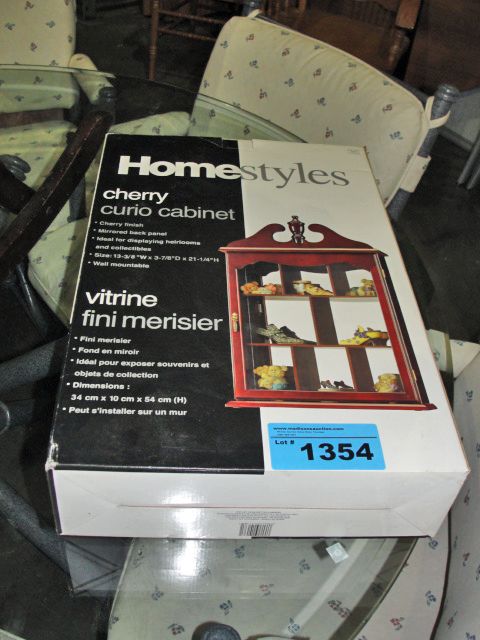 Homestyles
cherry
curio cabinet
• Cherry finish
• Mirrored back panel
• Ideal for displaying heirlooms
and collectibles
• Size: 13-3/8"W x 3-7/8"D x 21-1/4"H
• Wall mountable
vitrine
fini merisier
• Fini merisier
• Fond en miroir
• Idéal pour exposer souvenirs et
objets de collection
• Dimensions :
34 cm x 10 cm x 54 cm (H)
• Peut s'installer sur un mur
www.madisonsauction.com
Lot # 1354